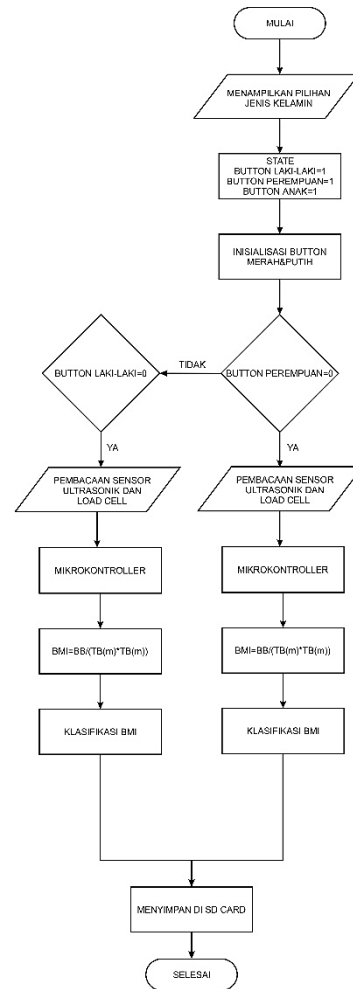 MULAI
MENAMPILKAN PILIHAN
JENIS KELAMIN
STATE
BUTTON LAKI-LAKI=1
BUTTON PEREMPUAN=1
BUTTON ANAK=1
INISIALISASI BUTTON
MERAH&PUTIH
BUTTON LAKI-LAKI=0
TIDAK
BUTTON PEREMPUAN=0
YA
YA
PEMBACAAN SENSOR
ULTRASONIK DAN
LOAD CELL
PEMBACAAN SENSOR
ULTRASONIK DAN
LOAD CELL
MIKROKONTROLLER
MIKROKONTROLLER
BMI=BB/(TB(m)*TB(m))
BMI=BB/(TB(m)*TB(m))
KLASIFIKASI BMI
KLASIFIKASI BMI
MENYIMPAN DI SD CARD
SELESAI